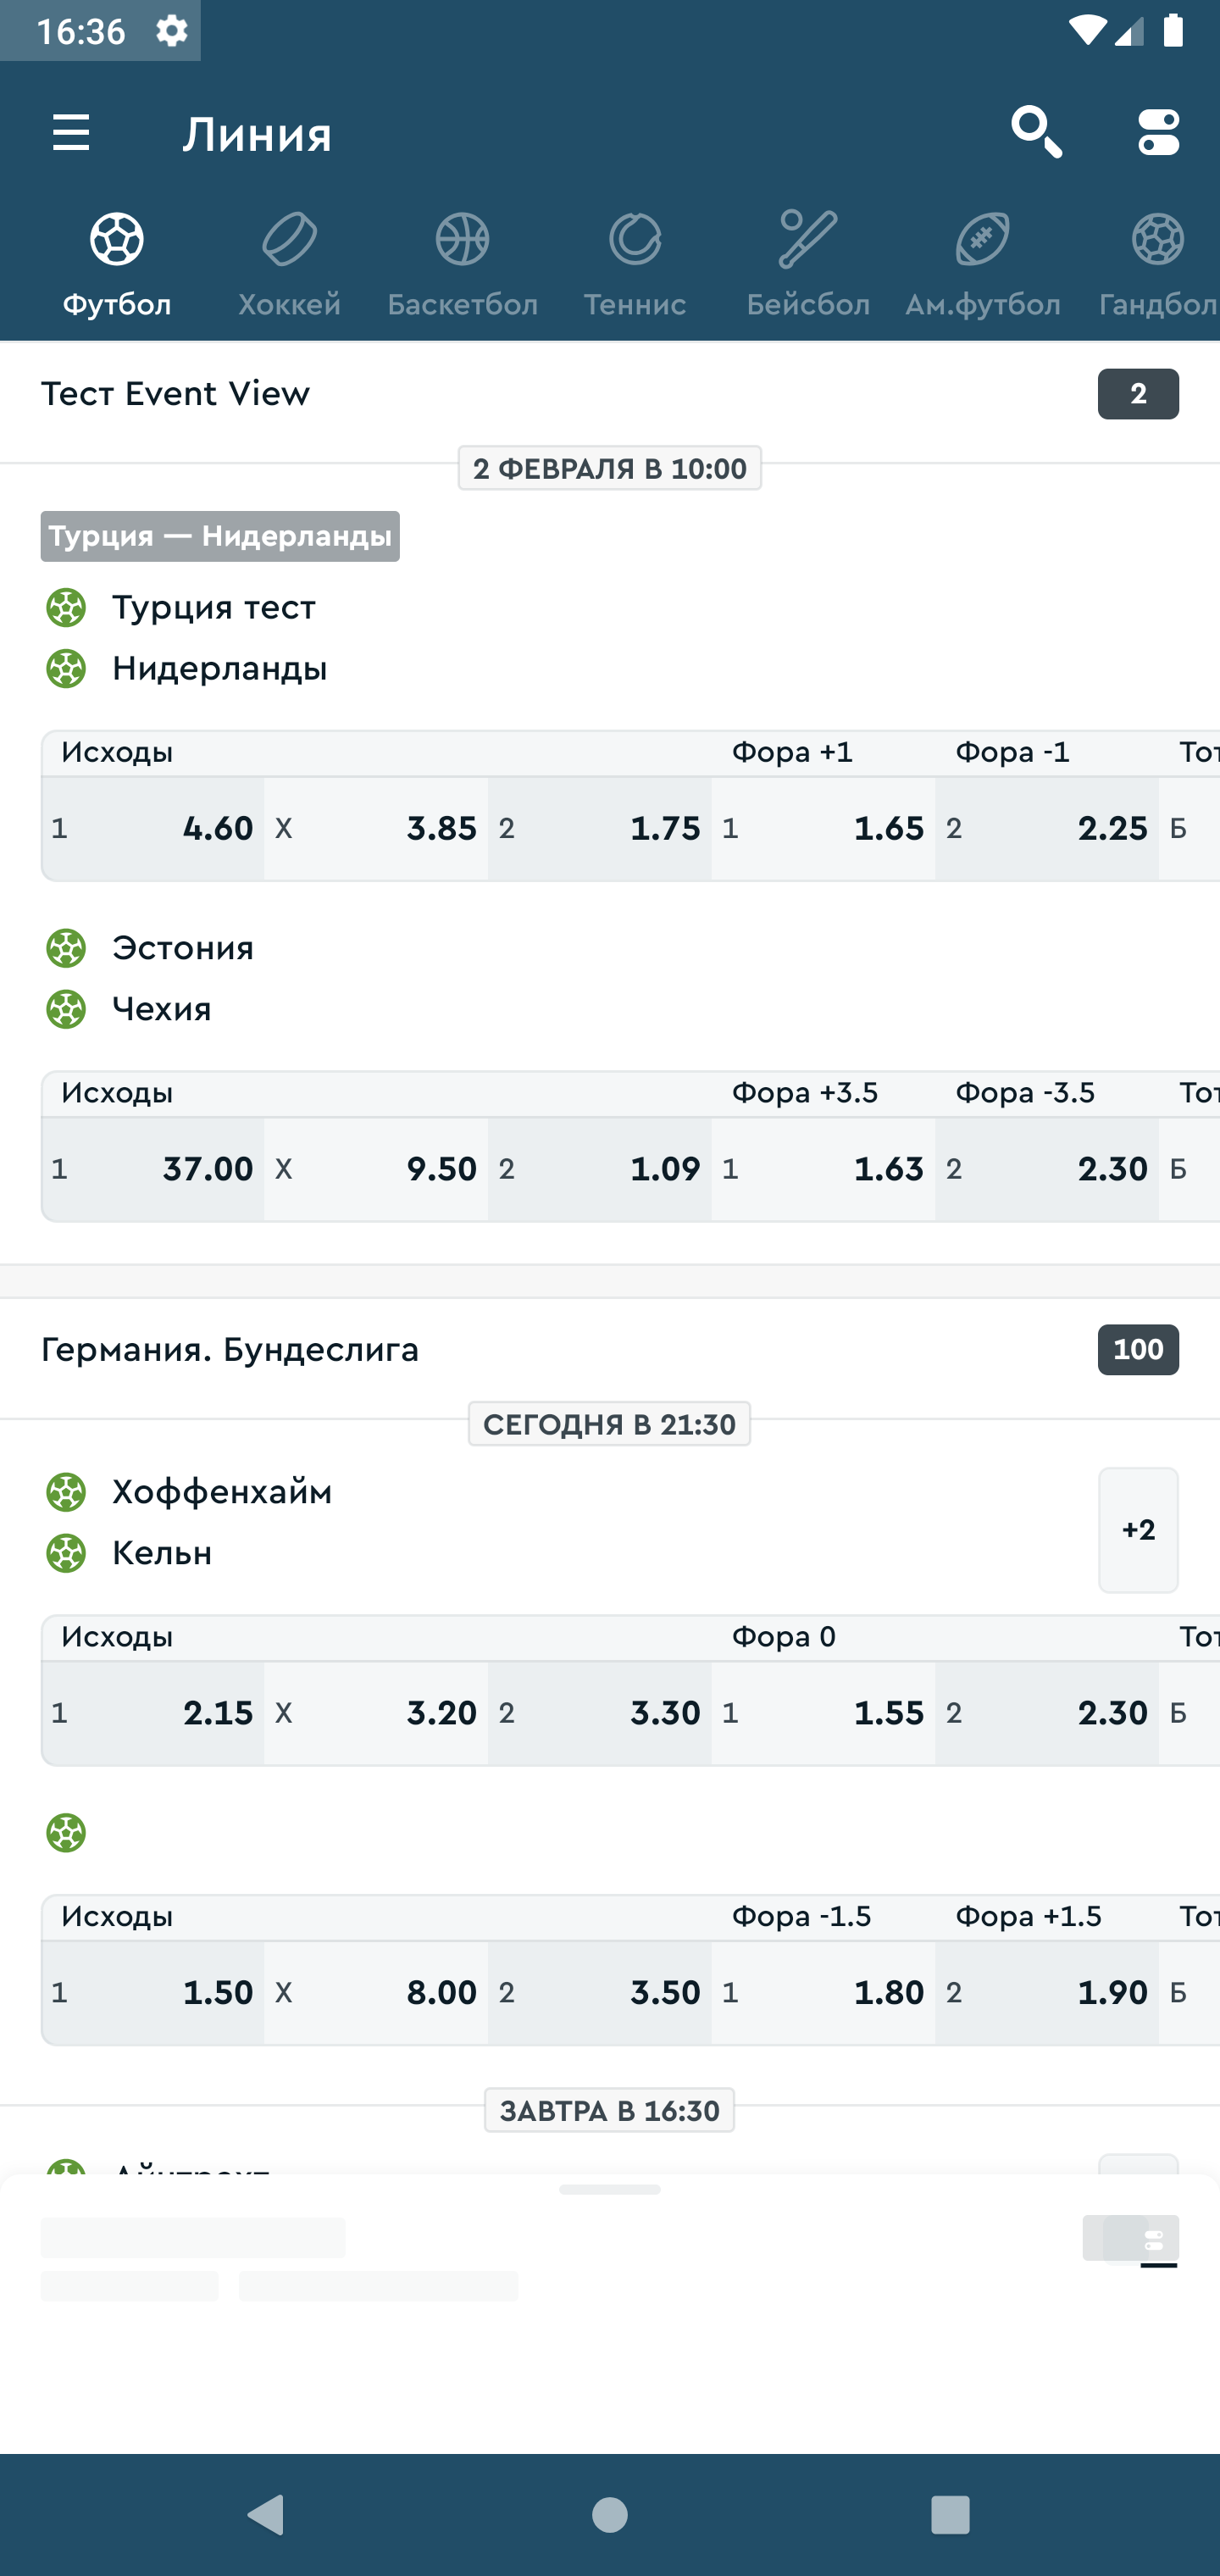 16:36
Линия
Футбол Хоккей Баскетбол Теннис Бейсбол Ам.футбол Гандбол
Тест Event View 2
2 ФЕВРАЛЯ В 10:00
Турция — Нидерланды
Турция тест
Нидерланды
Исходы Фора +1 Фора -1 Тот
1 4.60 X 3.85 2 1.75 1 1.65 2 2.25 Б
Эстония
Чехия
Исходы Фора +3.5 Фора -3.5 Тот
1 37.00 X 9.50 2 1.09 1 1.63 2 2.30 Б
Германия. Бундеслига 100
СЕГОДНЯ В 21:30
Хоффенхайм
+2
Кельн
Исходы Фора 0 Тот
1 2.15 X 3.20 2 3.30 1 1.55 2 2.30 Б
Исходы Фора -1.5 Фора +1.5 Тот
1 1.50 X 8.00 2 3.50 1 1.80 2 1.90 Б
ЗАВТРА В 16:30